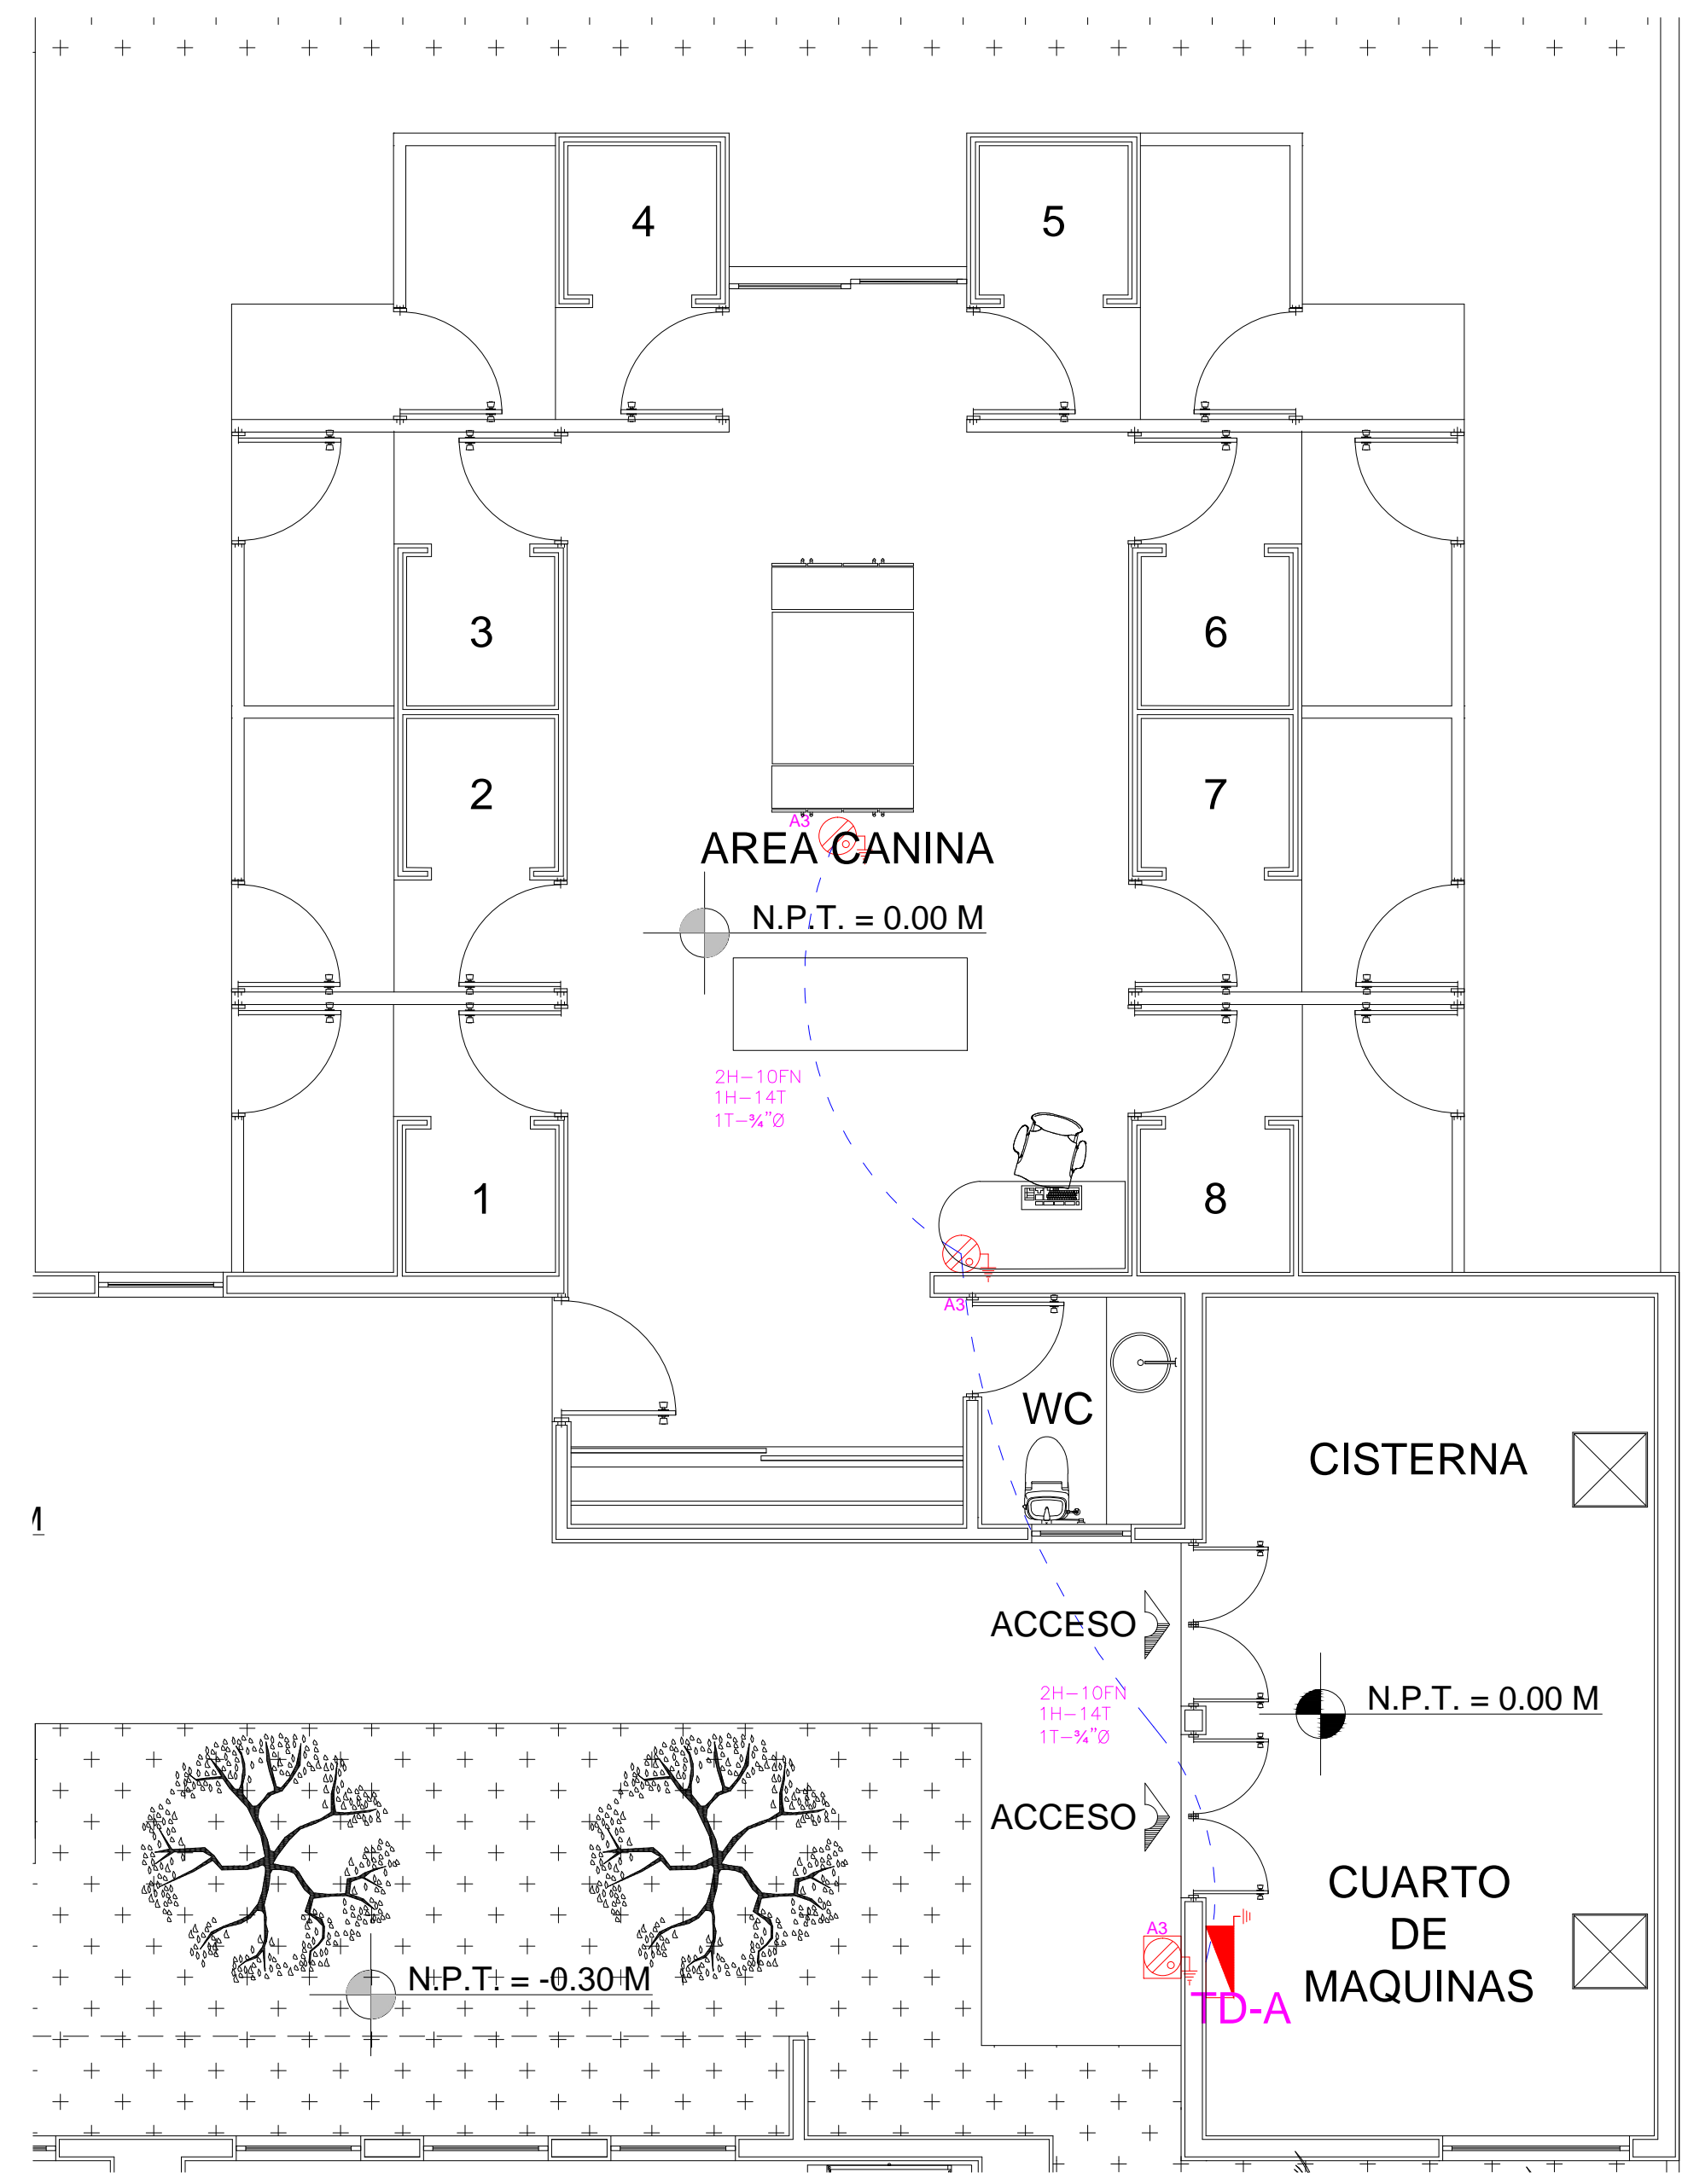 4
5
3
6
2
7
A3
AREA CANINA
N.P.T. = 0.00 M
2H-10FN
1H-14T
1T-¾"Ø
1
8
A3
WC
CISTERNA
M
ACCESO
2H-10FN
1H-14T
1T-¾"Ø
N.P.T. = 0.00 M
ACCESO
CUARTO
DE
MAQUINAS
A3
N.P.T. = -0.30 M
TD-A